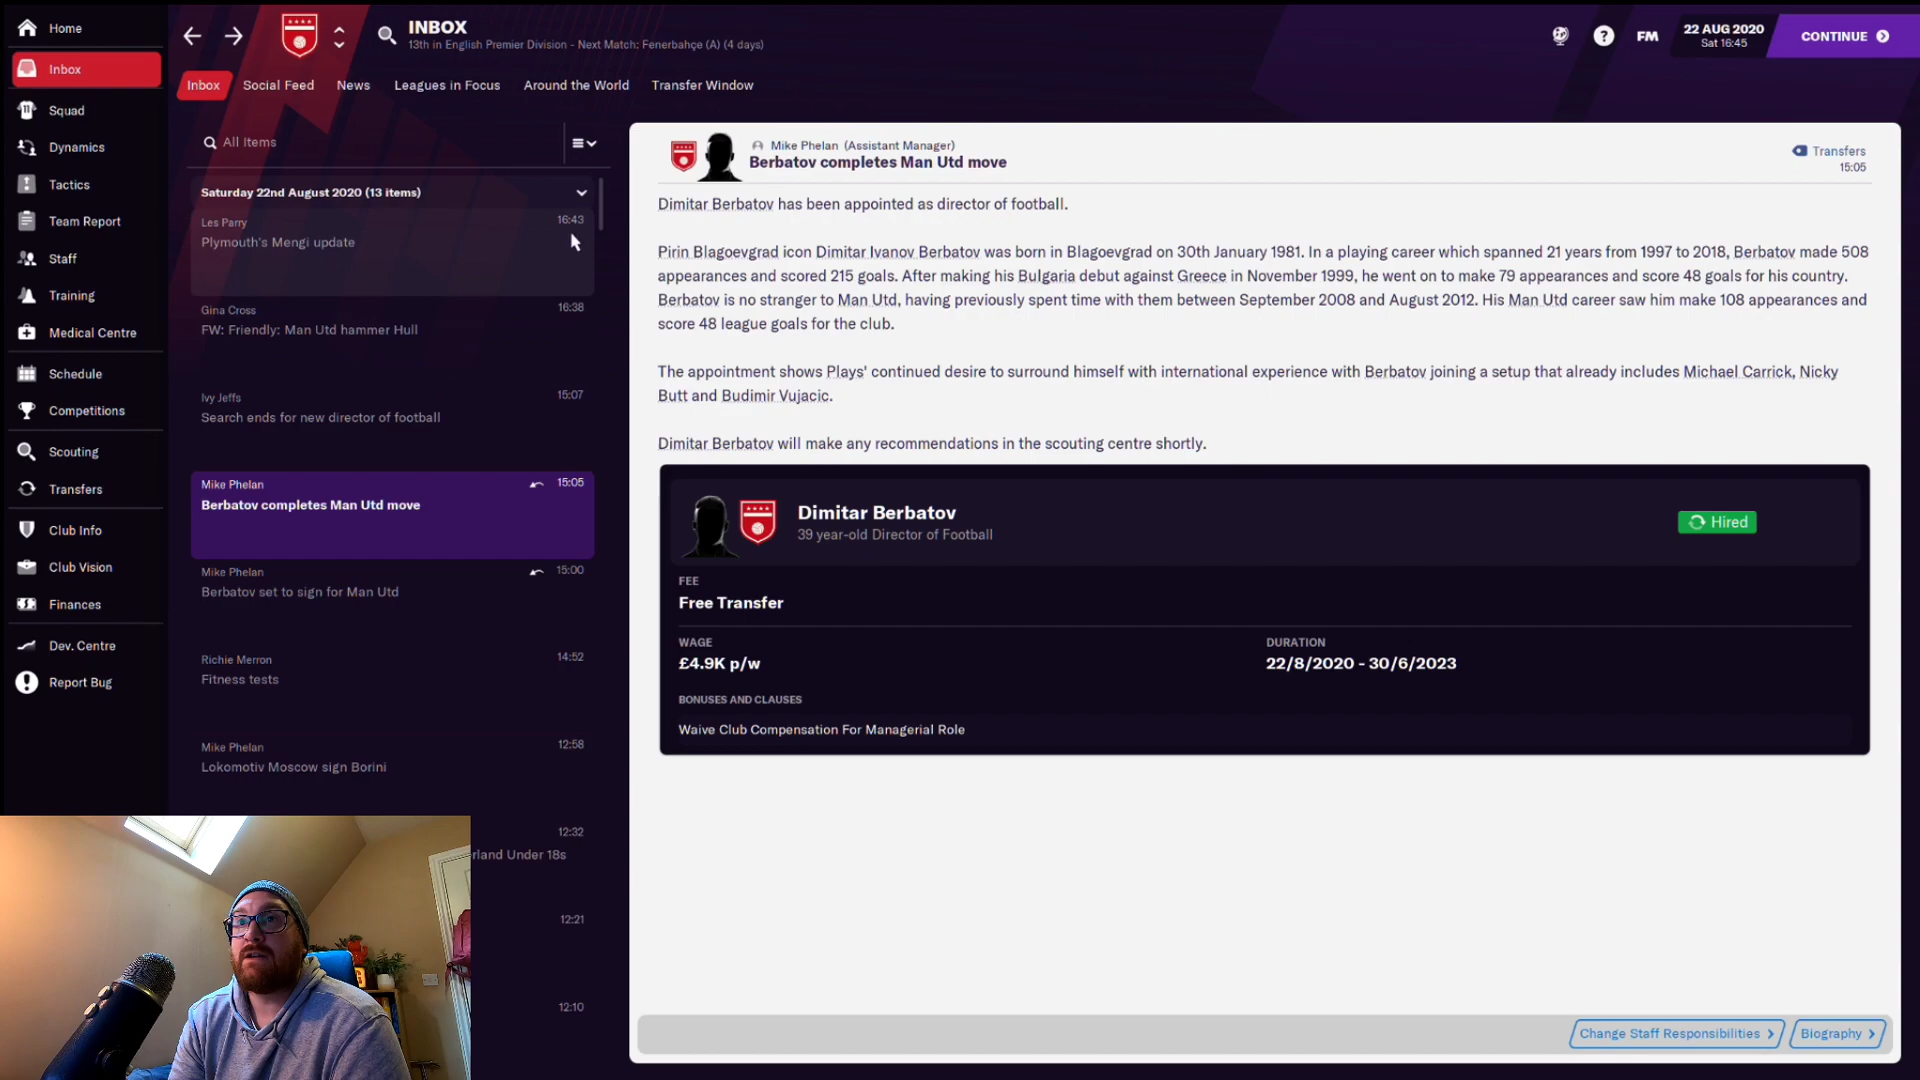 Home
Inbox
Squad
Dynamics
Tactics
Team Report
Staff
Training
Medical Centre
Schedule
Competitions
Scouting
Transfers
Club Info
Club Vision
Finances
Dev. Centre
Report Bug
INBOX
13th in English Premier Division - Next Match: Fenerbahçe (A) (4 days)
FM
22 AUG 2020
Sat 16:45
CONTINUE
Inbox
Social Feed
News
Leagues in Focus
Around the World
Transfer Window
All Items
Saturday 22nd August 2020 (13 items)
Les Parry
16:43
Plymouth's Mengi update
Gina Cross
16:38
FW: Friendly: Man Utd hammer Hull
Ivy Jeffs
15:07
Search ends for new director of football
Mike Phelan
15:05
Berbatov completes Man Utd move
Mike Phelan
15:00
Berbatov set to sign for Man Utd
Richie Merron
14:52
Fitness tests
Mike Phelan
12:58
Lokomotiv Moscow sign Borini
12:32
rland Under 18s
12:21
12:10
Mike Phelan (Assistant Manager)
Berbatov completes Man Utd move
Transfers
15:05
Dimitar Berbatov has been appointed as director of football.
Pirin Blagoevgrad icon Dimitar Ivanov Berbatov was born in Blagoevgrad on 30th January 1981. In a playing career which spanned 21 years from 1997 to 2018, Berbatov made 508
appearances and scored 215 goals. After making his Bulgaria debut against Greece in November 1999, he went on to make 79 appearances and score 48 goals for his country.
Berbatov is no stranger to Man Utd, having previously spent time with them between September 2008 and August 2012. His Man Utd career saw him make 108 appearances and
score 48 league goals for the club.
The appointment shows Plays' continued desire to surround himself with international experience with Berbatov joining a setup that already includes Michael Carrick, Nicky
Butt and Budimir Vujacic.
Dimitar Berbatov will make any recommendations in the scouting centre shortly.
Dimitar Berbatov
39 year-old Director of Football
Hired
FEE
Free Transfer
WAGE
£4.9K p/w
DURATION
22/8/2020 - 30/6/2023
BONUSES AND CLAUSES
Waive Club Compensation For Managerial Role
Change Staff Responsibilities
Biography